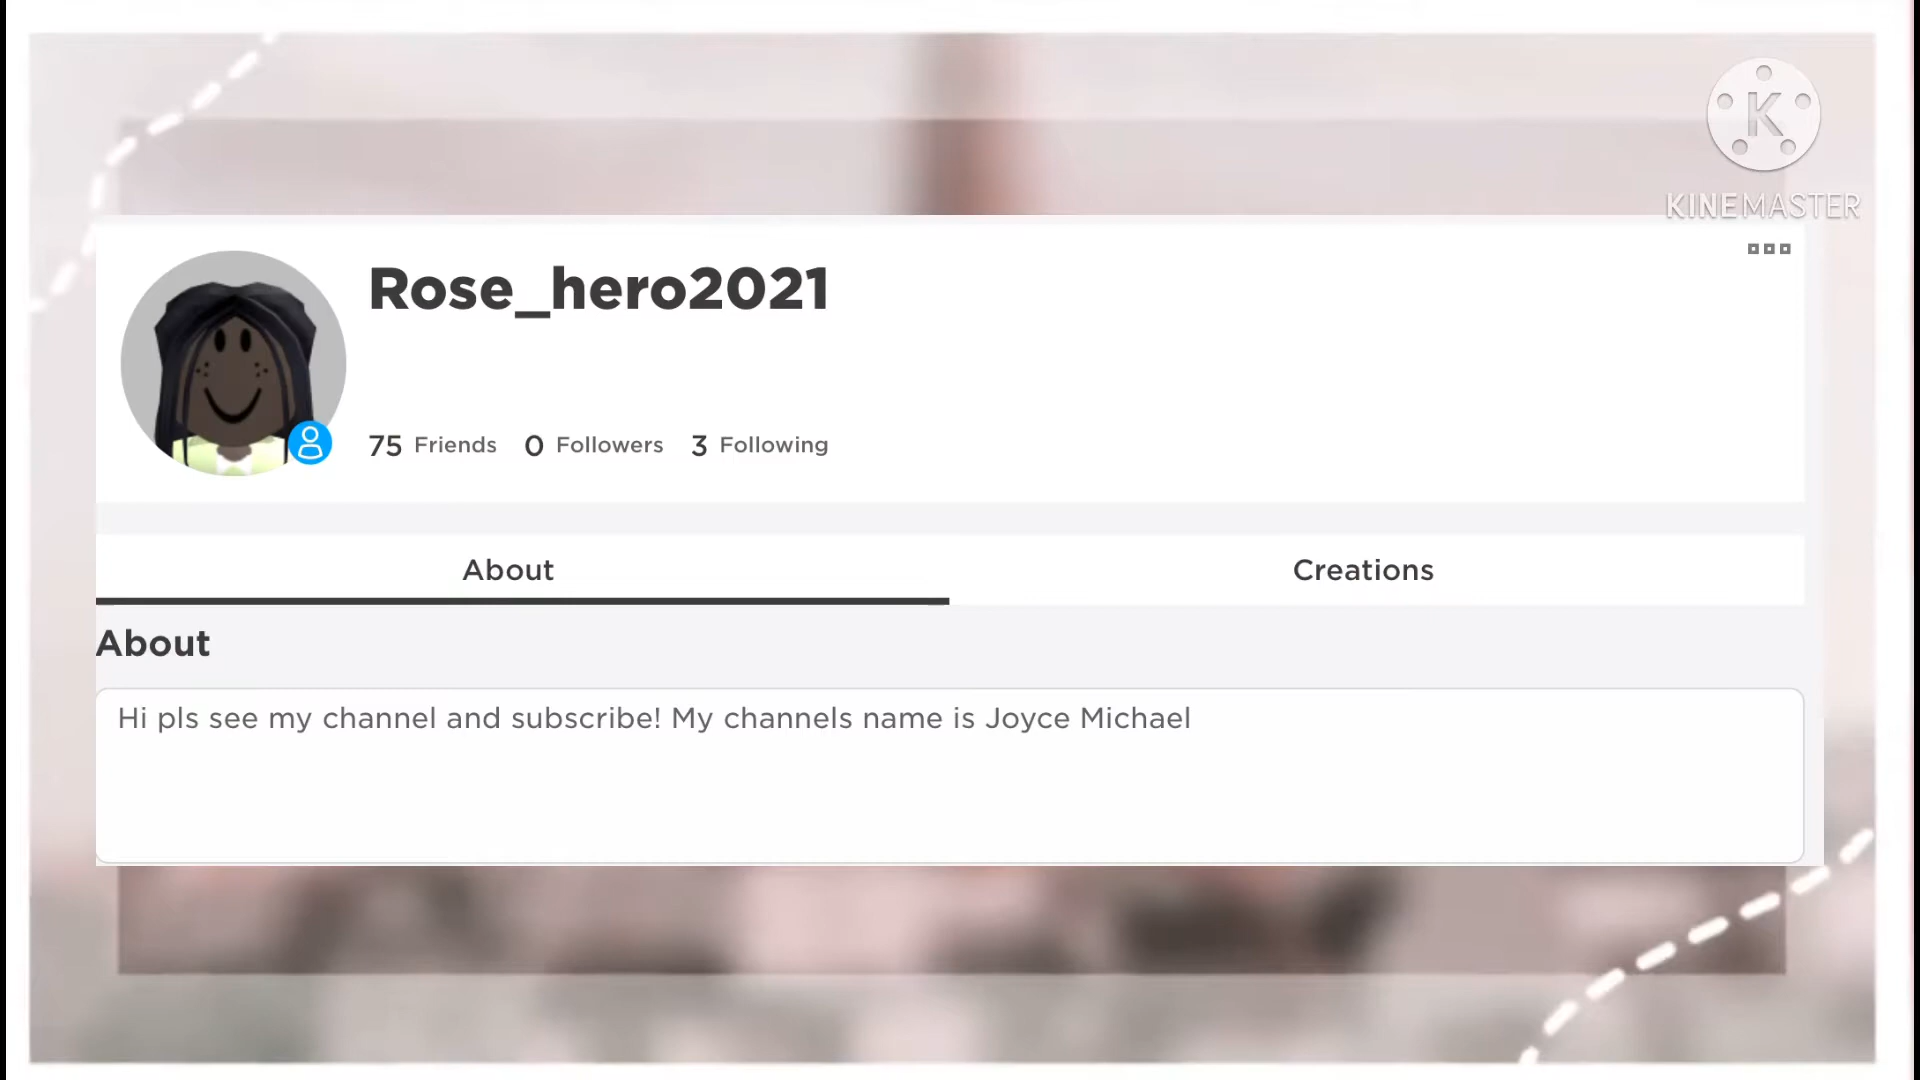 K
KINEMASTER
Rose_hero2021
75 Friends 0 Followers 3 Following
About Creations
About
Hi pls see my channel and subscribe! My channels name is Joyce Michael